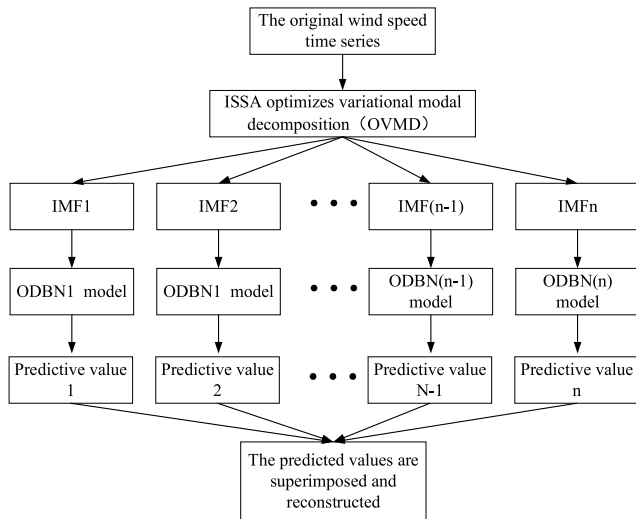 The original wind speed
time series
ISSA optimizes variational modal
decomposition（OVMD）
IMF1
IMF2
IMF(n-1)
IMFn
ODBN1 model
ODBN1 model
ODBN(n-1)
model
ODBN(n)
model
Predictive value
1
Predictive value
2
Predictive value
N-1
Predictive value
n
The predicted values are
superimposed and
reconstructed